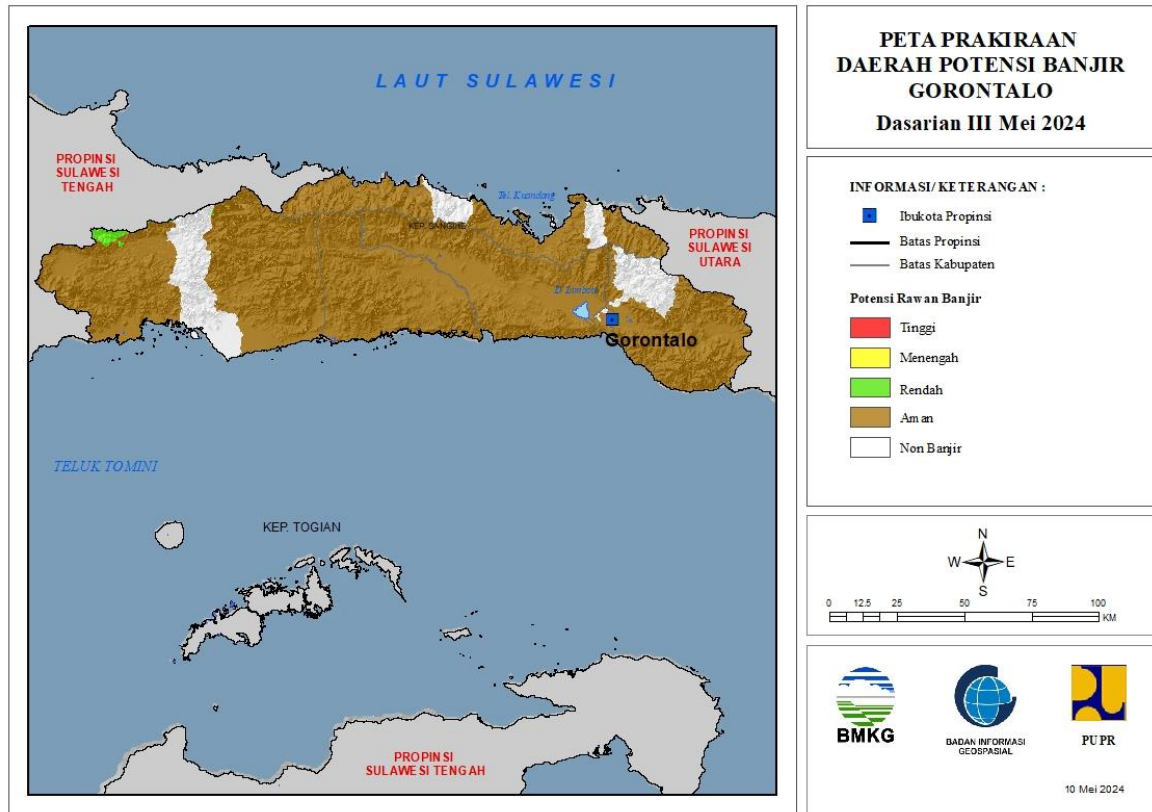 LAUT SULAWESI
PROPINSI
SULAWESI
TENGAH
Tel. Kuandang
KEP. SANGIHE
PROPINSI
SULAWESI
UTARA
D. Limboto
Gorontalo
TELUK TOMINI
KEP. TOGIAN
PROPINSI
SULAWESI TENGAH
PETA PRAKIRAAN
DAERAH POTENSI BANJIR
GORONTALO
Dasarian III Mei 2024
INFORMASI/KETERANGAN :
Ibukota Propinsi
Batas Propinsi
Batas Kabupaten
Potensi Rawan Banjir
Tinggi
Menengah
Rendah
Aman
Non Banjir
N
W E
S
0 12.5 25 50 75 100
KM
BMKG
BADAN INFORMASI
GEOSPASIAL
PUPR
10 Mei 2024